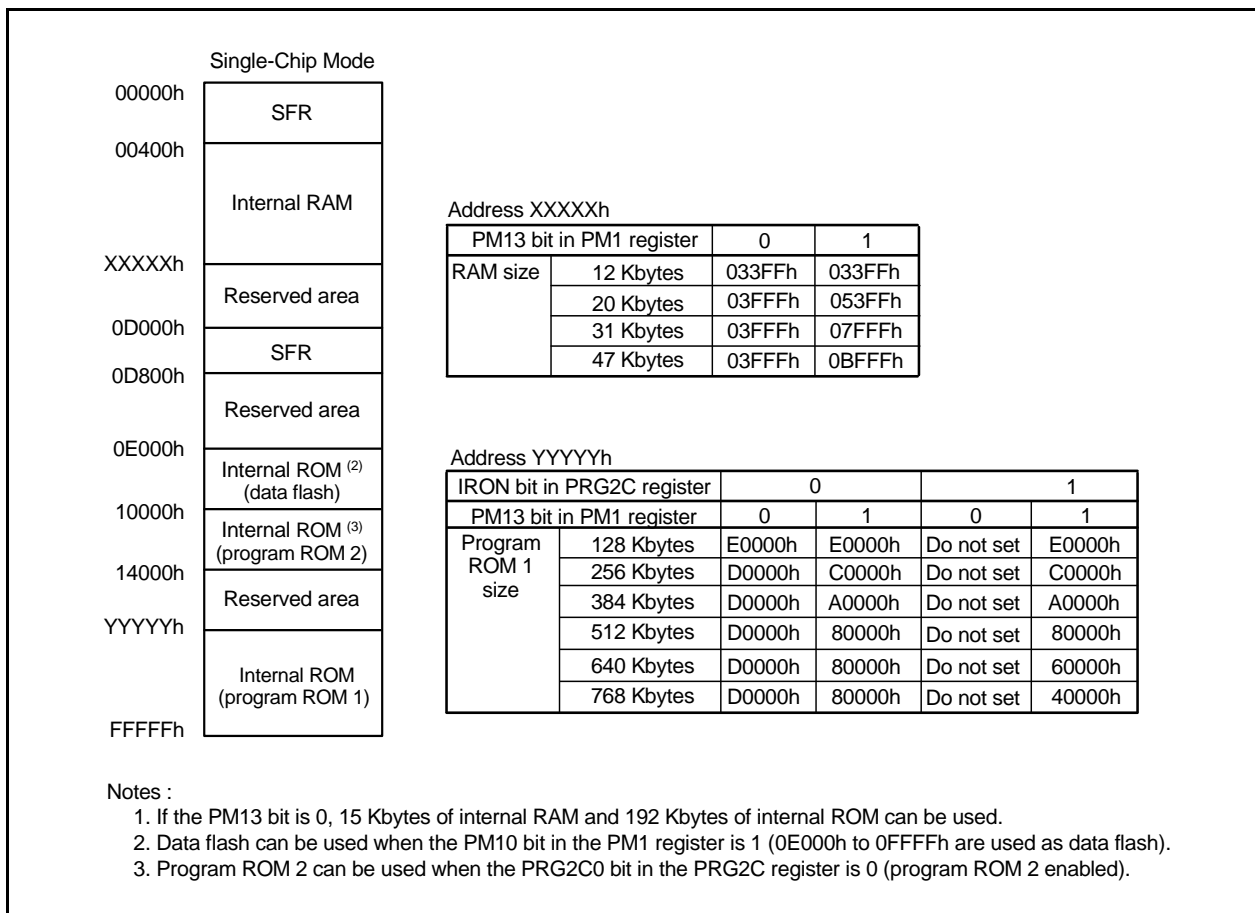 Single-Chip Mode
00000h
SFR
00400h
Internal RAM
XXXXXh
Reserved area
0D000h
SFR
0D800h
Reserved area
0E000h
Internal ROM (2)
(data flash)
10000h
Internal ROM (3)
(program ROM 2)
14000h
Reserved area
YYYYYh
Internal ROM
(program ROM 1)
FFFFFh
Address XXXXXh
PM13 bit in PM1 register 0 1
RAM size 12 Kbytes 033FFh 033FFh
20 Kbytes 03FFFh 053FFh
31 Kbytes 03FFFh 07FFFh
47 Kbytes 03FFFh 0BFFFh
Address YYYYYh
IRON bit in PRG2C register 0 1
PM13 bit in PM1 register 0 1 0 1
Program ROM 1 size 128 Kbytes E0000h E0000h Do not set E0000h
256 Kbytes D0000h C0000h Do not set C0000h
384 Kbytes D0000h A0000h Do not set A0000h
512 Kbytes D0000h 80000h Do not set 80000h
640 Kbytes D0000h 80000h Do not set 60000h
768 Kbytes D0000h 80000h Do not set 40000h
Notes :
1. If the PM13 bit is 0, 15 Kbytes of internal RAM and 192 Kbytes of internal ROM can be used.
2. Data flash can be used when the PM10 bit in the PM1 register is 1 (0E000h to 0FFFFh are used as data flash).
3. Program ROM 2 can be used when the PRG2C0 bit in the PRG2C register is 0 (program ROM 2 enabled).